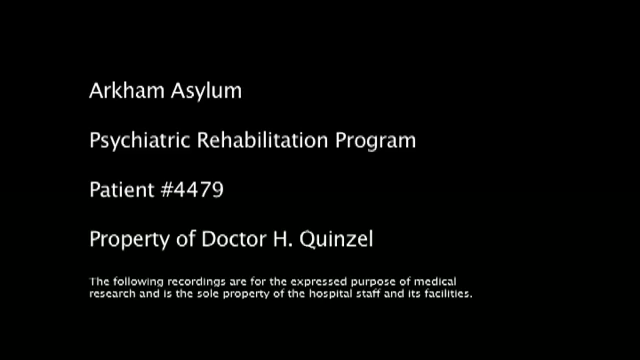 Arkham Asylum
Psychiatric Rehabilitation Program
Patient #4479
Property of Doctor H. Quinzel
The following recordings are for the expressed purpose of medical
research and is the sole property of the hospital staff and its facilities.